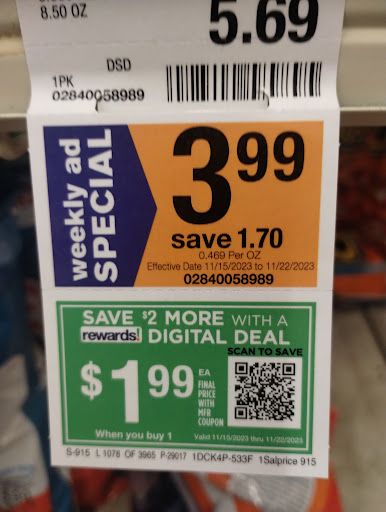 8.50 OZ
5.69
DSD
1PK
02840058989
weekly ad
SPECIAL
3.99
save 1.70
0.469 Per OZ
Effective Date 11/15/2023 to 11/22/2023
02840058989
SAVE $2 MORE WITH A
rewards! DIGITAL DEAL
SCAN TO SAVE
$1.99 EA
FINAL
PRICE
WITH
MFR
COUPON
When you buy 1
Valid 11/15/2023 thru 11/22/2023
S-915 L 1078 OF 3965 P-29017 1DCK4P-533F 1Salprice 915